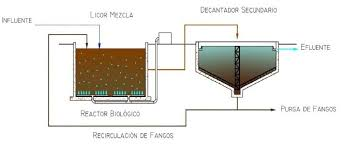 Licor Mezcla
Decantador Secundario
Influente
Efluente
Reactor Biológico
Purga de Fangos
Recirculación de Fangos